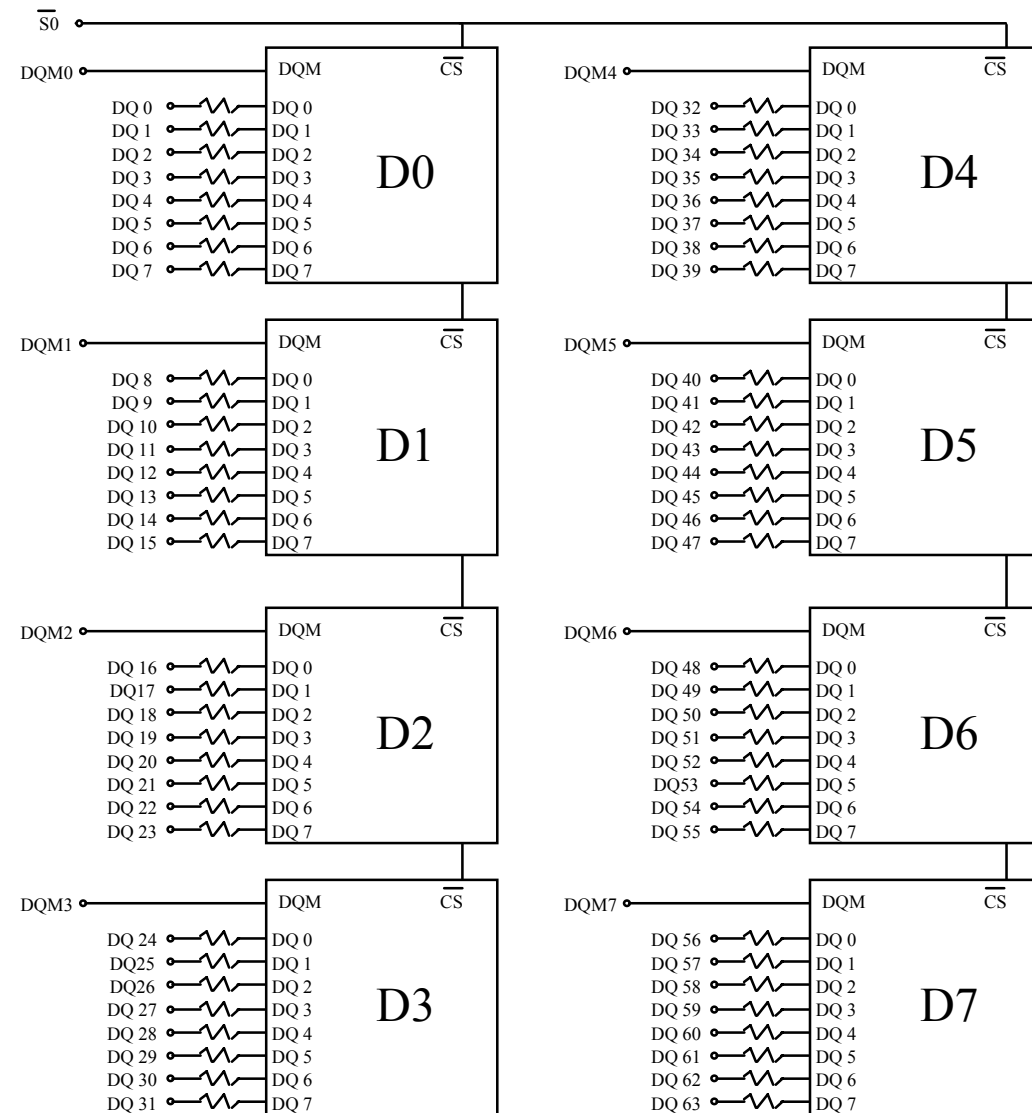 S0
DQM0
DQM CS
DQ 0 DQ 0
DQ 1 DQ 1
DQ 2 DQ 2
DQ 3 DQ 3
DQ 4 DQ 4
DQ 5 DQ 5
DQ 6 DQ 6
DQ 7 DQ 7
D0
DQM1
DQM CS
DQ 8 DQ 0
DQ 9 DQ 1
DQ 10 DQ 2
DQ 11 DQ 3
DQ 12 DQ 4
DQ 13 DQ 5
DQ 14 DQ 6
DQ 15 DQ 7
D1
DQM2
DQM CS
DQ 16 DQ 0
DQ17 DQ 1
DQ 18 DQ 2
DQ 19 DQ 3
DQ 20 DQ 4
DQ 21 DQ 5
DQ 22 DQ 6
DQ 23 DQ 7
D2
DQM3
DQM CS
DQ 24 DQ 0
DQ25 DQ 1
DQ26 DQ 2
DQ 27 DQ 3
DQ 28 DQ 4
DQ 29 DQ 5
DQ 30 DQ 6
DQ 31 DQ 7
D3
DQM4
DQM CS
DQ 32 DQ 0
DQ 33 DQ 1
DQ 34 DQ 2
DQ 35 DQ 3
DQ 36 DQ 4
DQ 37 DQ 5
DQ 38 DQ 6
DQ 39 DQ 7
D4
DQM5
DQM CS
DQ 40 DQ 0
DQ 41 DQ 1
DQ 42 DQ 2
DQ 43 DQ 3
DQ 44 DQ 4
DQ 45 DQ 5
DQ 46 DQ 6
DQ 47 DQ 7
D5
DQM6
DQM CS
DQ 48 DQ 0
DQ 49 DQ 1
DQ 50 DQ 2
DQ 51 DQ 3
DQ 52 DQ 4
DQ53 DQ 5
DQ 54 DQ 6
DQ 55 DQ 7
D6
DQM7
DQM CS
DQ 56 DQ 0
DQ 57 DQ 1
DQ 58 DQ 2
DQ 59 DQ 3
DQ 60 DQ 4
DQ 61 DQ 5
DQ 62 DQ 6
DQ 63 DQ 7
D7